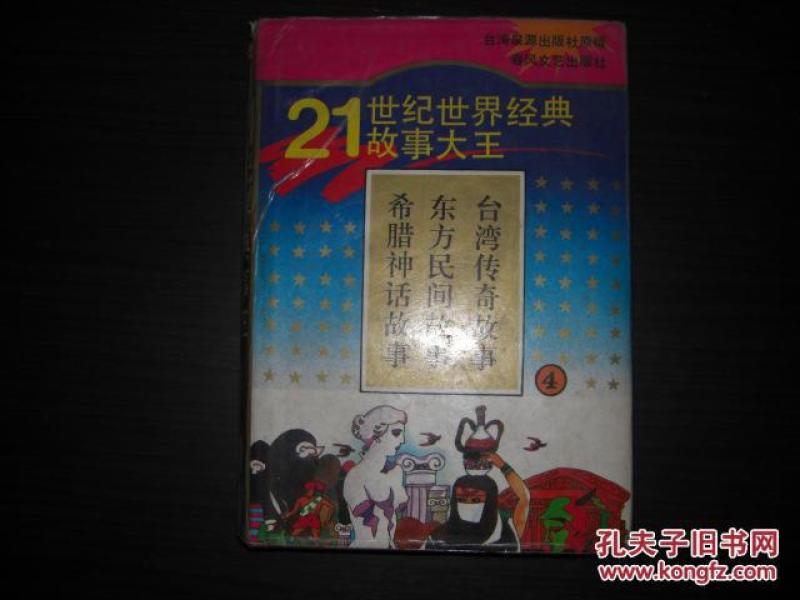 台湾泉源出版社原版
春风文艺出版社
21世纪世界经典
故事大王
台湾传奇故事
东方民间故事
希腊神话故事
4
孔夫子旧书网
www.kongfz.com